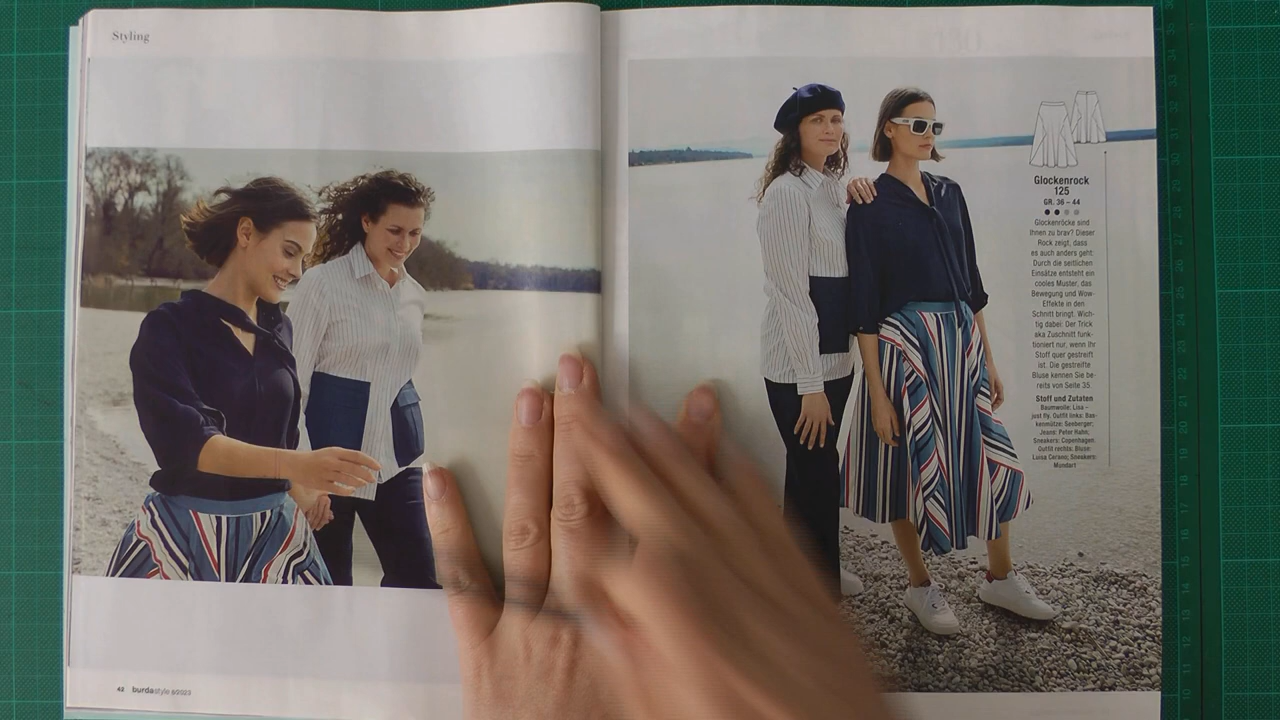 Styling
Glockenrock
125
GR. 36 – 44
Glockenröcke sind
Ihnen zu brav? Dieser
Rock zeigt, dass
es auch anders geht:
Durch die seitlichen
Einsätze entsteht ein
cooles Muster, das
Bewegung und Wow-
Effekte in den
Schnitt bringt. Wich-
tig dabei: Der Trick
aka Zuschnitt funk-
tioniert nur, wenn Ihr
Stoff quer gestreift
ist. Die gestreifte
Bluse kennen Sie be-
reits von Seite 35.
Stoff und Zutaten
Baumwolle: Lisa –
just fly. Outfit links: Bas-
kenmütze: Seeberger;
Jeans: Peter Hahn;
Sneakers: Copenhagen.
Outfit rechts: Bluse:
Luisa Cerano; Sneakers:
Mundart
42 burdastyle